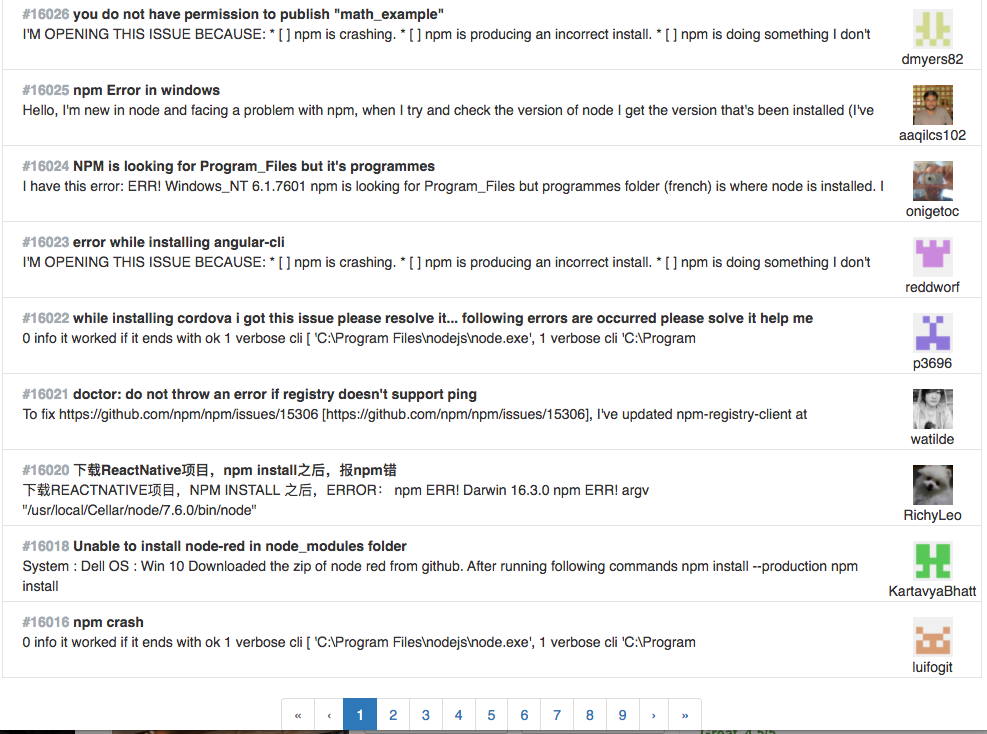 #16026 you do not have permission to publish "math_example"
I'M OPENING THIS ISSUE BECAUSE: * [ ] npm is crashing. * [ ] npm is producing an incorrect install. * [ ] npm is doing something I don't
dmyers82
#16025 npm Error in windows
Hello, I'm new in node and facing a problem with npm, when I try and check the version of node I get the version that's been installed (I've
aaqilcs102
#16024 NPM is looking for Program_Files but it's programmes
I have this error: ERR! Windows_NT 6.1.7601 npm is looking for Program_Files but programmes folder (french) is where node is installed. I
onigetoc
#16023 error while installing angular-cli
I'M OPENING THIS ISSUE BECAUSE: * [ ] npm is crashing. * [ ] npm is producing an incorrect install. * [ ] npm is doing something I don't
reddworf
#16022 while installing cordova i got this issue please resolve it... following errors are occurred please solve it help me
0 info it worked if it ends with ok 1 verbose cli [ 'C:\Program Files\nodejs\node.exe', 1 verbose cli 'C:\Program
p3696
#16021 doctor: do not throw an error if registry doesn't support ping
To fix https://github.com/npm/npm/issues/15306 [https://github.com/npm/npm/issues/15306], I've updated npm-registry-client at
watilde
#16020 下载ReactNative项目，npm install之后，报npm错
下载REACTNATIVE项目，NPM INSTALL 之后，ERROR： npm ERR! Darwin 16.3.0 npm ERR! argv
"/usr/local/Cellar/node/7.6.0/bin/node"
RichyLeo
#16018 Unable to install node-red in node_modules folder
System : Dell OS : Win 10 Downloaded the zip of node red from github. After running following commands npm install --production npm
install
KartavyaBhatt
#16016 npm crash
0 info it worked if it ends with ok 1 verbose cli [ 'C:\Program Files\nodejs\node.exe', 1 verbose cli 'C:\Program
luifogit
« ‹ 1 2 3 4 5 6 7 8 9 › »